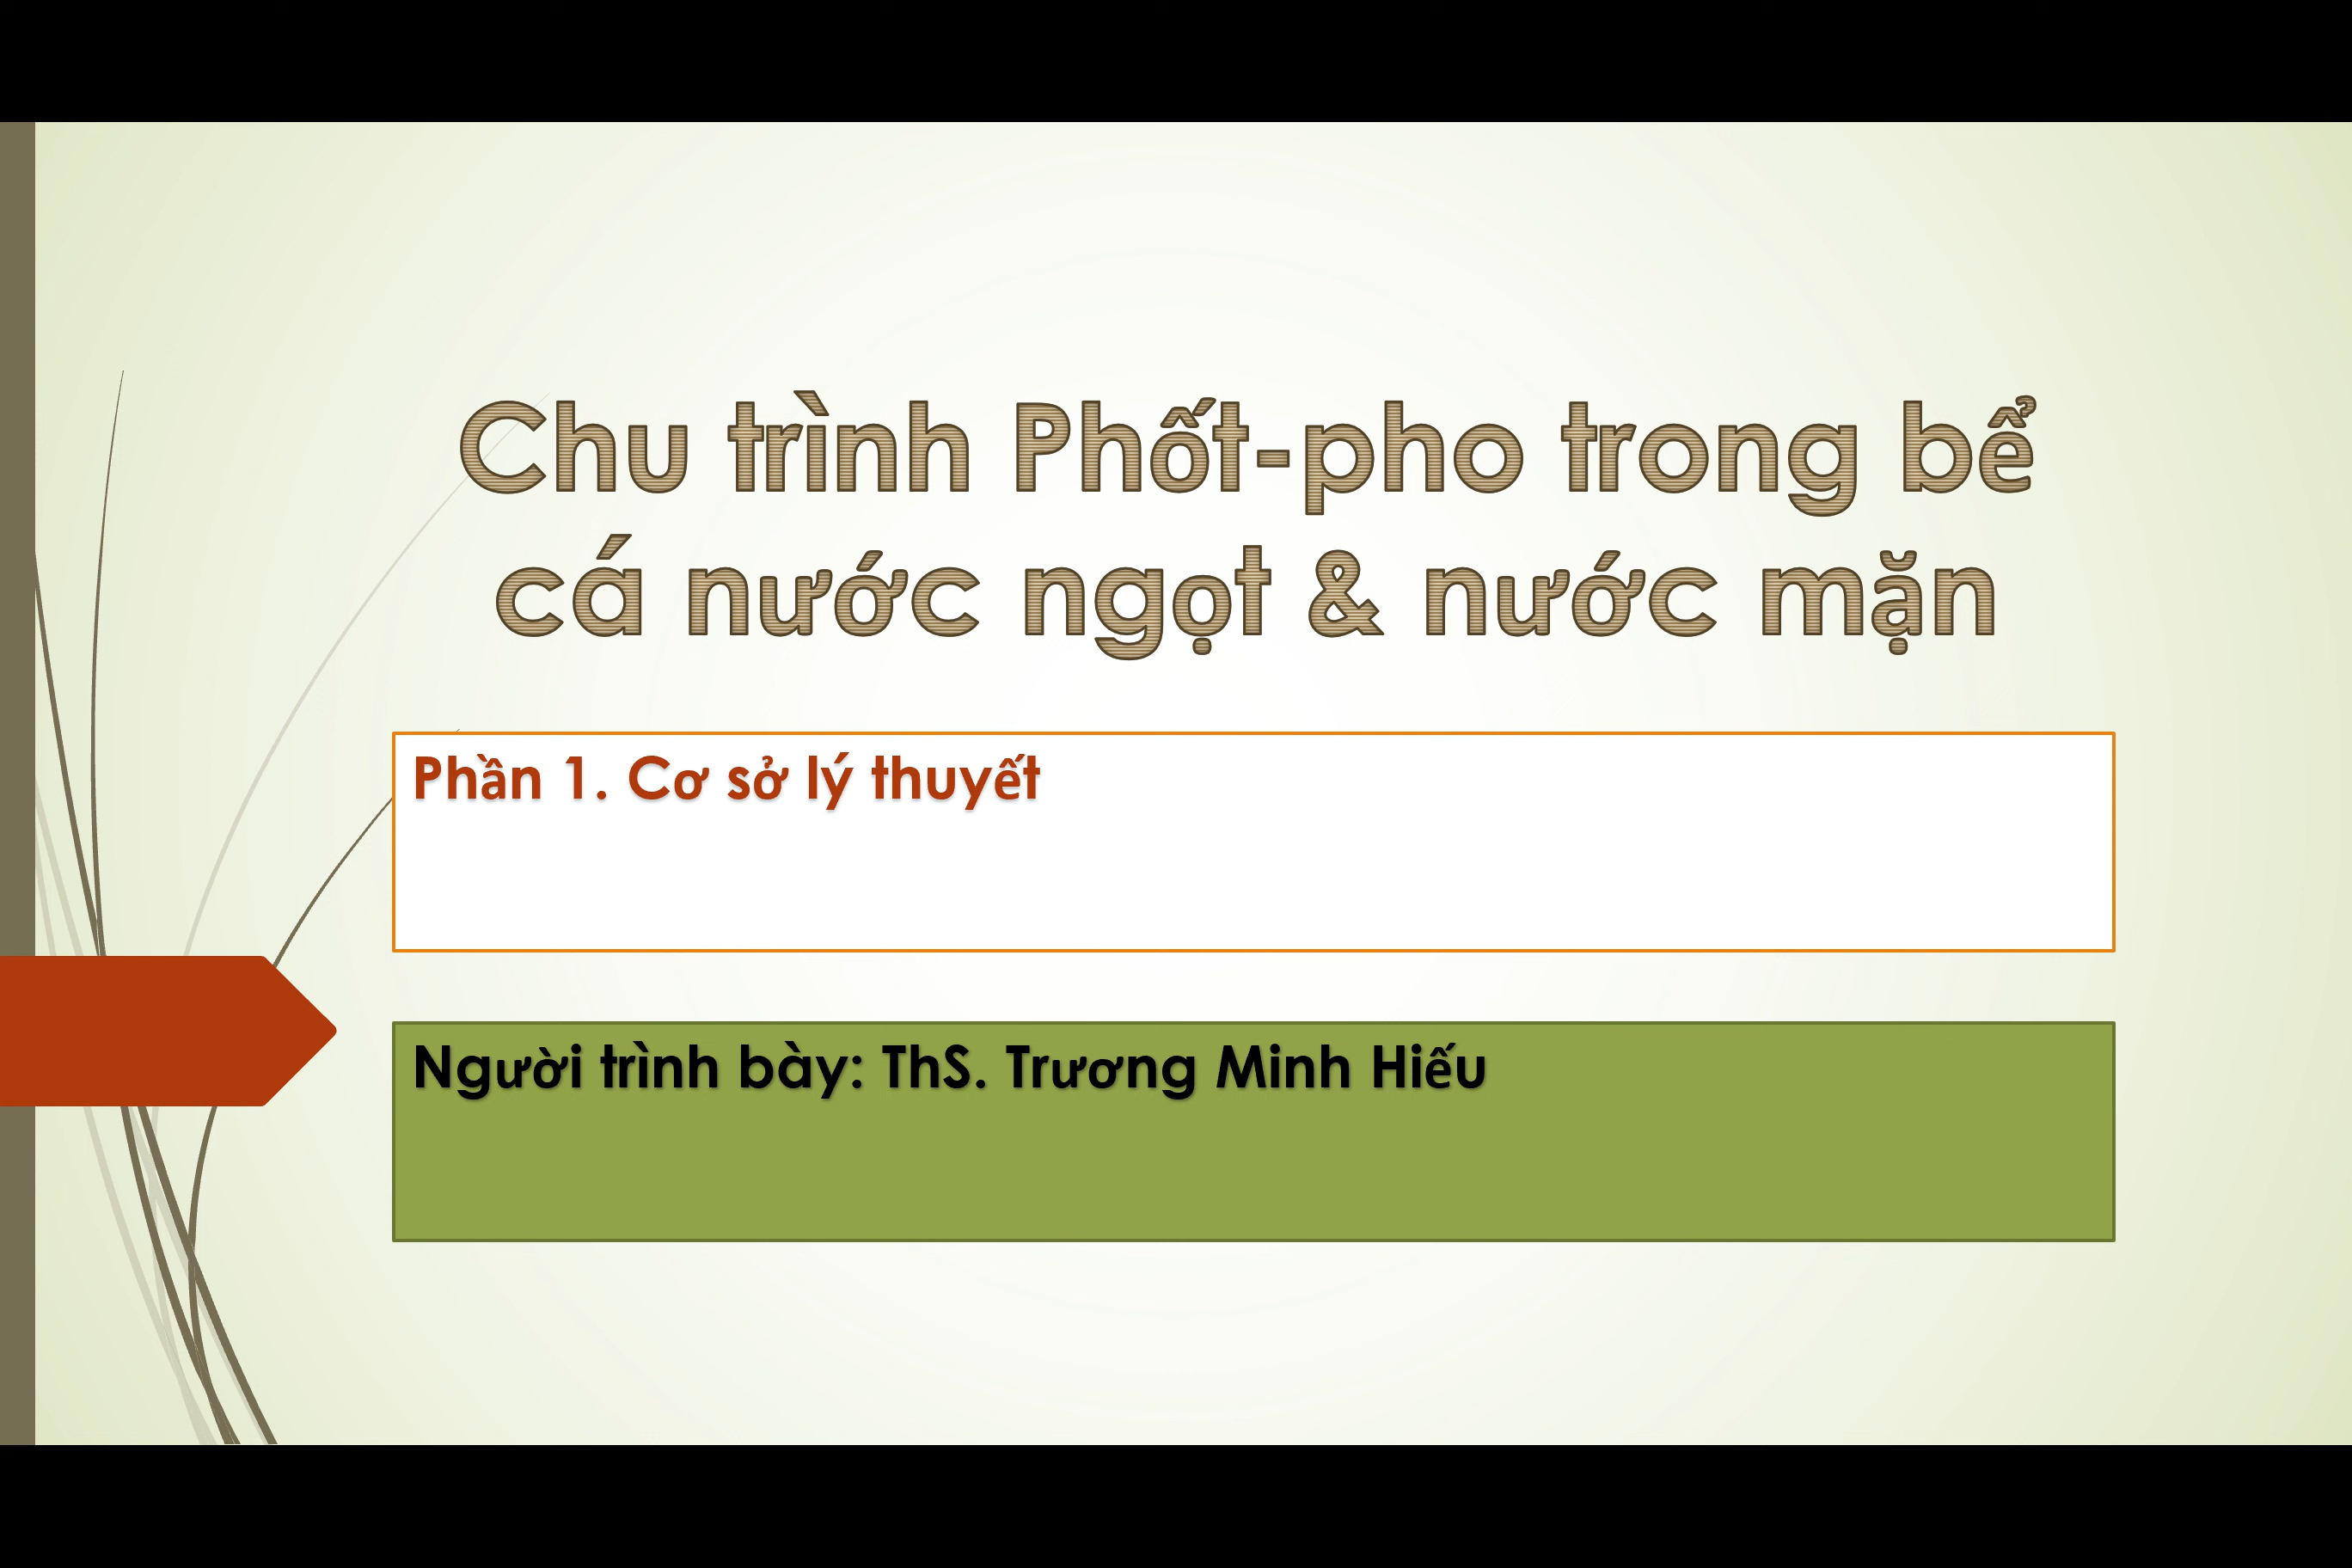 Chu trình Phốt-pho trong bể
cá nước ngọt & nước mặn
Phần 1. Cơ sở lý thuyết
Người trình bày: ThS. Trương Minh Hiếu